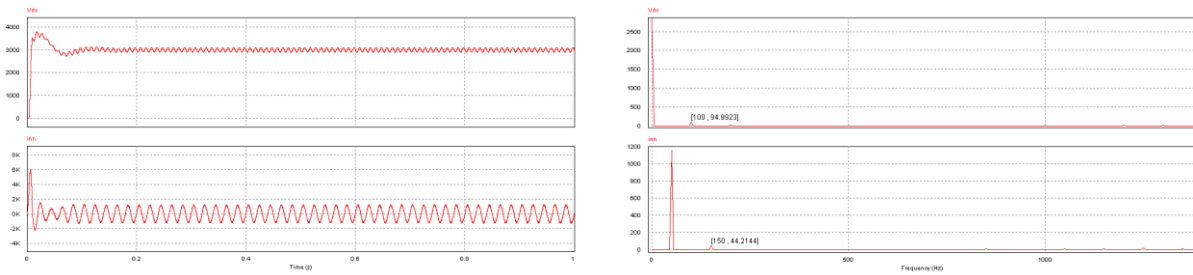 Vdc
4000
3000
2000
1000
0
Inn
8K
6K
4K
2K
0K
-2K
-4K
0
0.2
0.4
0.6
0.8
1
Time (s)
Vdc
2500
2000
1500
1000
500
0
[100 , 94.9923]
Inn
1200
1000
800
600
400
200
0
[150 , 44.2144]
0
500
1000
Frequency (Hz)